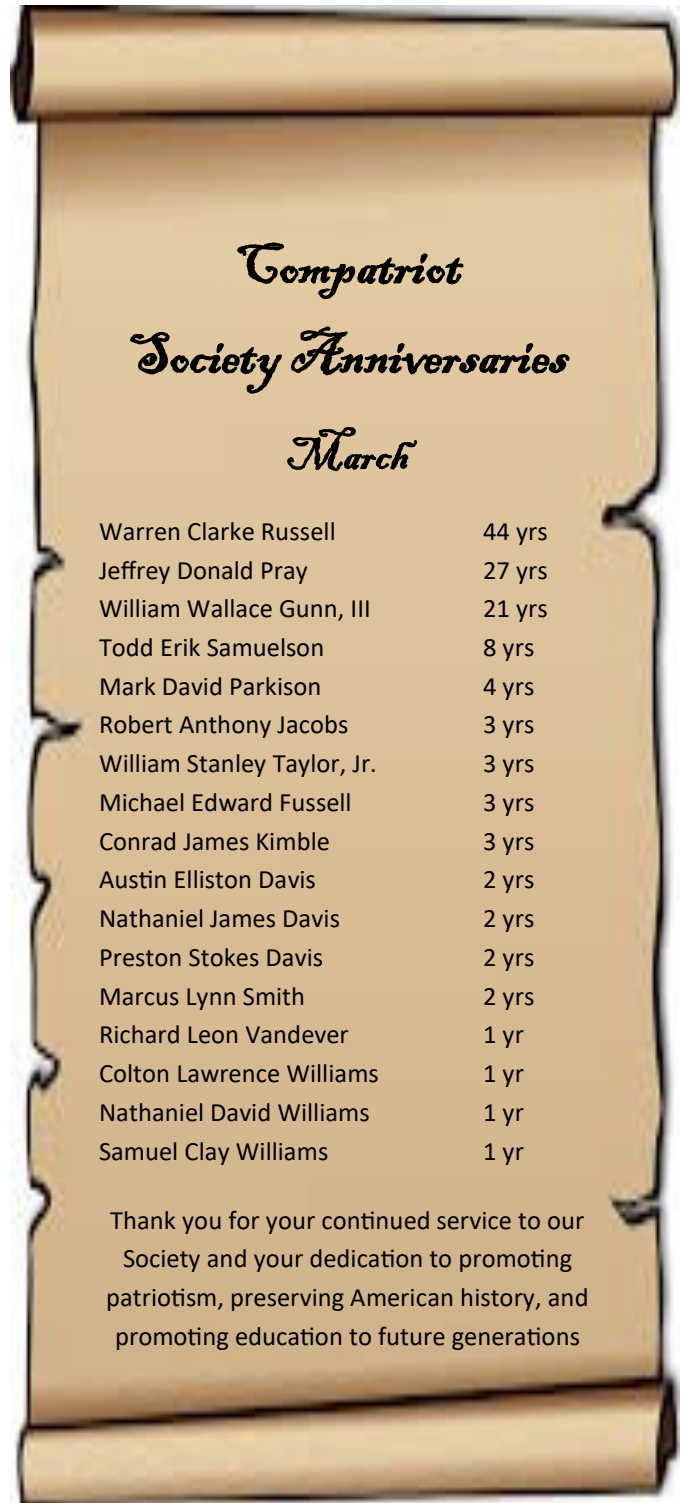 Compatriot
Society Anniversaries
March
Warren Clarke Russell 44 yrs
Jeffrey Donald Pray 27 yrs
William Wallace Gunn, III 21 yrs
Todd Erik Samuelson 8 yrs
Mark David Parkison 4 yrs
Robert Anthony Jacobs 3 yrs
William Stanley Taylor, Jr. 3 yrs
Michael Edward Fussell 3 yrs
Conrad James Kimble 3 yrs
Austin Elliston Davis 2 yrs
Nathaniel James Davis 2 yrs
Preston Stokes Davis 2 yrs
Marcus Lynn Smith 2 yrs
Richard Leon Vandever 1 yr
Colton Lawrence Williams 1 yr
Nathaniel David Williams 1 yr
Samuel Clay Williams 1 yr
Thank you for your continued service to our
Society and your dedication to promoting
patriotism, preserving American history, and
promoting education to future generations